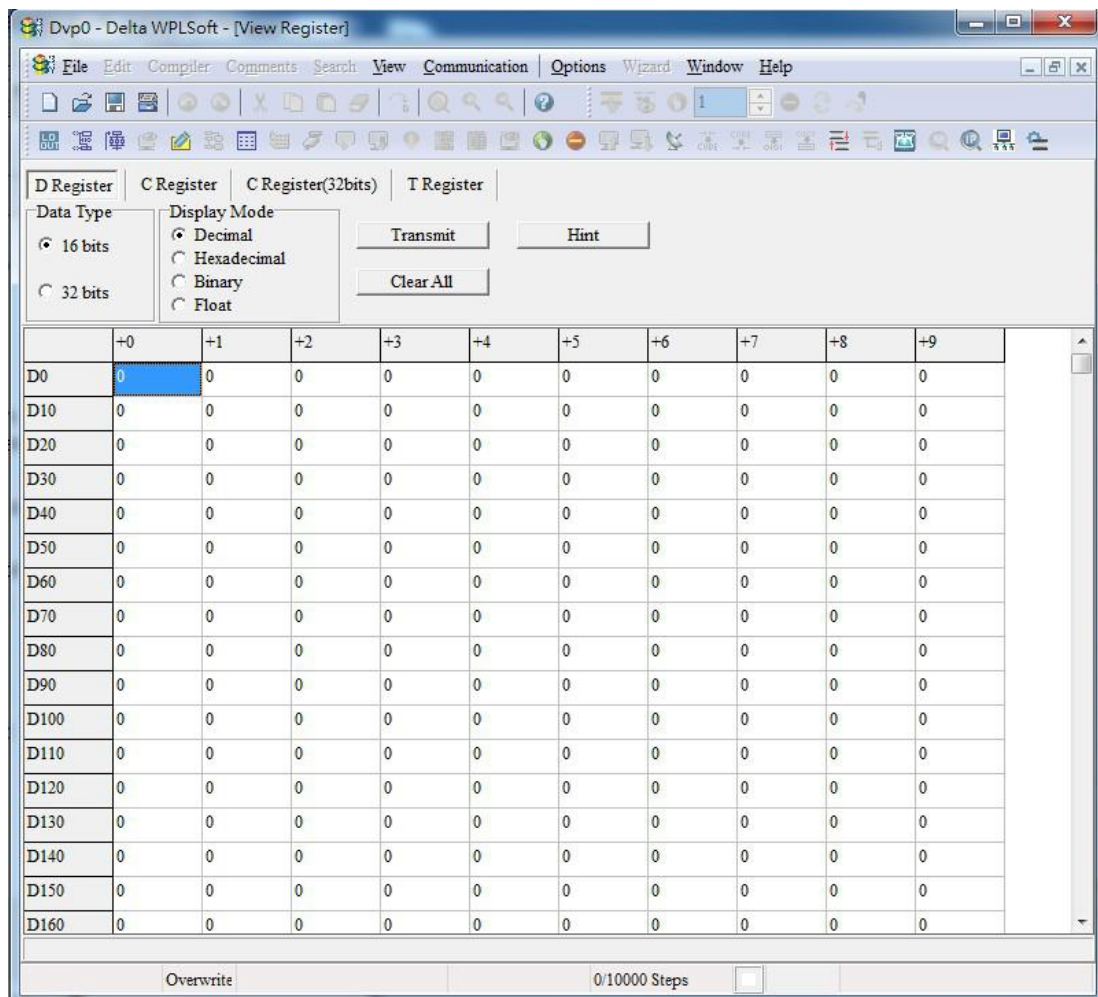 Dvp0 - Delta WPLSoft - [View Register]
File Edit Compiler Comments Search View Communication Options Wizard Window Help
1
D Register C Register C Register(32bits) T Register
Data Type Display Mode
16 bits Decimal Transmit Hint
Hexadecimal
32 bits Binary Clear All
Float
+0 +1 +2 +3 +4 +5 +6 +7 +8 +9
D0 0 0 0 0 0 0 0 0 0 0
D10 0 0 0 0 0 0 0 0 0 0
D20 0 0 0 0 0 0 0 0 0 0
D30 0 0 0 0 0 0 0 0 0 0
D40 0 0 0 0 0 0 0 0 0 0
D50 0 0 0 0 0 0 0 0 0 0
D60 0 0 0 0 0 0 0 0 0 0
D70 0 0 0 0 0 0 0 0 0 0
D80 0 0 0 0 0 0 0 0 0 0
D90 0 0 0 0 0 0 0 0 0 0
D100 0 0 0 0 0 0 0 0 0 0
D110 0 0 0 0 0 0 0 0 0 0
D120 0 0 0 0 0 0 0 0 0 0
D130 0 0 0 0 0 0 0 0 0 0
D140 0 0 0 0 0 0 0 0 0 0
D150 0 0 0 0 0 0 0 0 0 0
D160 0 0 0 0 0 0 0 0 0 0
Overwrite 0/10000 Steps